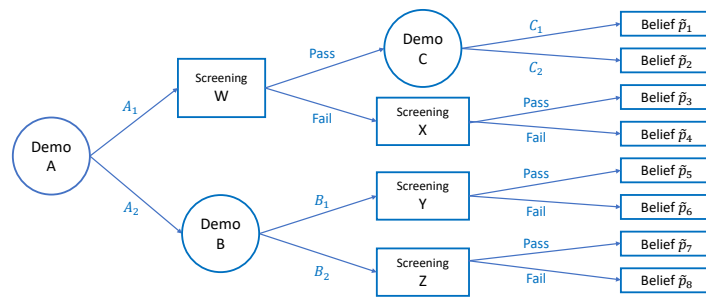 Demo
A
A₁
A₂
Screening
W
Demo
B
Pass
Fail
B₁
B₂
Demo
C
Screening
X
Screening
Y
Screening
Z
C₁
C₂
Pass
Fail
Pass
Fail
Pass
Fail
Belief p̃₁
Belief p̃₂
Belief p̃₃
Belief p̃₄
Belief p̃₅
Belief p̃₆
Belief p̃₇
Belief p̃₈